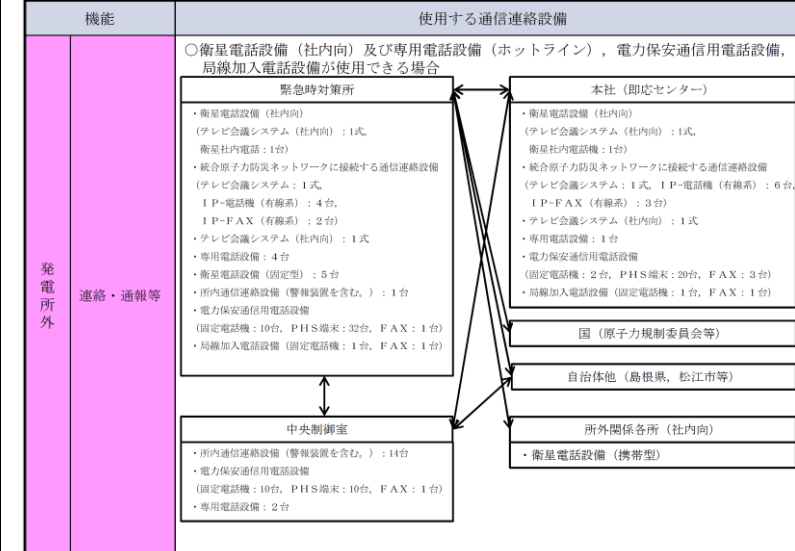 機能
使用する通信連絡設備
発電所外
連絡・通報等
○衛星電話設備（社内向）及び専用電話設備（ホットライン），電力保安通信用電話設備，
局線加入電話設備が使用できる場合
緊急時対策所
・衛星電話設備（社内向）
（テレビ会議システム（社内向）：1式，
衛星社内電話：1台）
・統合原子力防災ネットワークに接続する通信連絡設備
（テレビ会議システム：１式，
ＩＰ−電話機（有線系）：４台，
ＩＰ−ＦＡＸ（有線系）：２台）
・テレビ会議システム（社内向）：１式
・専用電話設備：４台
・衛星電話設備（固定型）：５台
・所内通信連絡設備（警報装置を含む。）：１台
・電力保安通信用電話設備
（固定電話機：10台，ＰＨＳ端末：32台，ＦＡＸ：１台）
・局線加入電話設備（固定電話機：１台，ＦＡＸ：１台）
中央制御室
・所内通信連絡設備（警報装置を含む。）：14台
・電力保安通信用電話設備
（固定電話機：10台，ＰＨＳ端末：10台，ＦＡＸ：１台）
・専用電話設備：２台
本社（即応センター）
・衛星電話設備（社内向）
（テレビ会議システム（社内向）：1式，
衛星社内電話機：1台）
・統合原子力防災ネットワークに接続する通信連絡設備
（テレビ会議システム：１式，ＩＰ−電話機（有線系）：６台，
ＩＰ−ＦＡＸ（有線系）：３台）
・テレビ会議システム（社内向）：１式
・専用電話設備：１台
・電力保安通信用電話設備
（固定電話機：２台，ＰＨＳ端末：20台，ＦＡＸ：３台）
・局線加入電話設備（固定電話機：１台，ＦＡＸ：１台）
国（原子力規制委員会等）
自治体他（島根県，松江市等）
所外関係各所（社内向）
・衛星電話設備（携帯型）